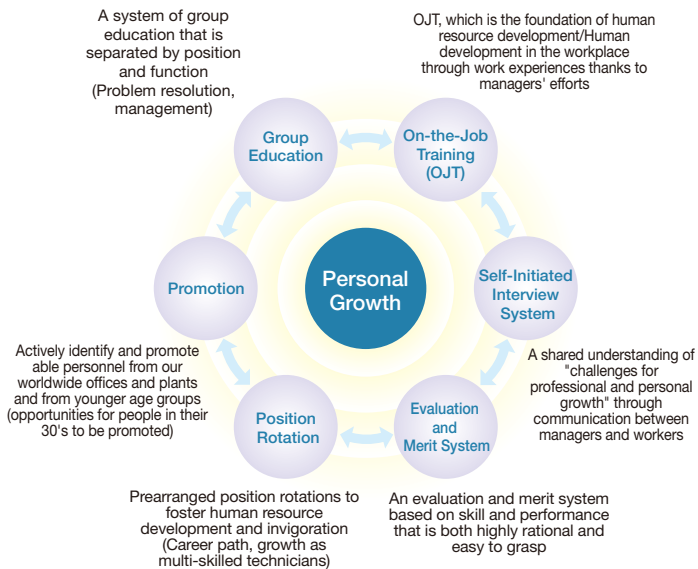 A system of group
education that is
separated by position
and function
(Problem resolution,
management)
OJT, which is the foundation of human
resource development/Human
development in the workplace
through work experiences thanks to
managers' efforts
Group
Education
On-the-Job
Training
(OJT)
Promotion
Personal
Growth
Self-Initiated
Interview
System
Actively identify and promote
able personnel from our
worldwide offices and plants
and from younger age groups
(opportunities for people in their
30's to be promoted)
A shared understanding of
"challenges for
professional and personal
growth" through
communication between
managers and workers
Position
Rotation
Evaluation
and
Merit System
Prearranged position rotations to
foster human resource
development and invigoration
(Career path, growth as
multi-skilled technicians)
An evaluation and merit system
based on skill and performance
that is both highly rational and
easy to grasp